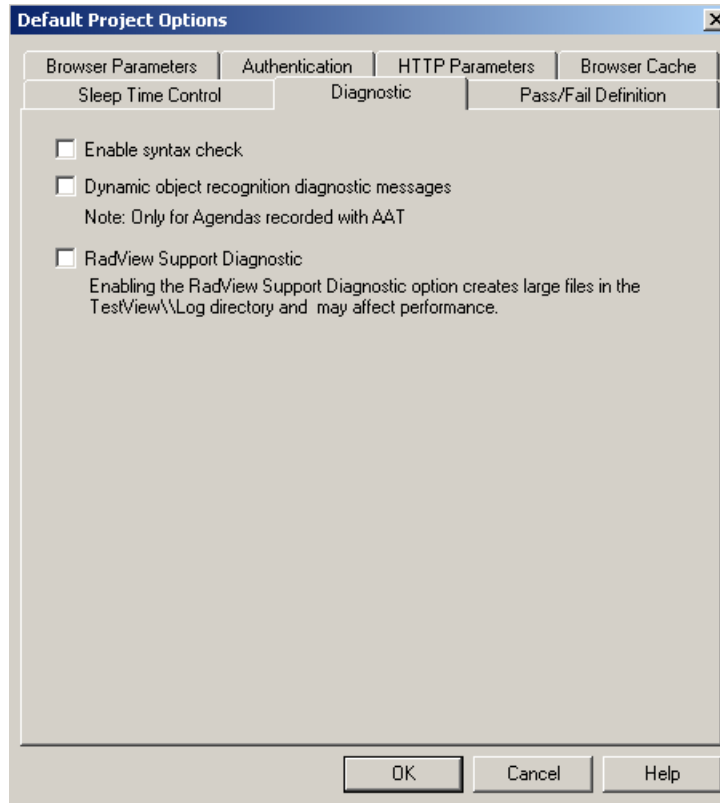 Default Project Options
Browser Parameters Authentication HTTP Parameters Browser Cache
Sleep Time Control Diagnostic Pass/Fail Definition
Enable syntax check
Dynamic object recognition diagnostic messages
Note: Only for Agendas recorded with AAT
RadView Support Diagnostic
Enabling the RadView Support Diagnostic option creates large files in the
TestView\\Log directory and may affect performance.
OK Cancel Help